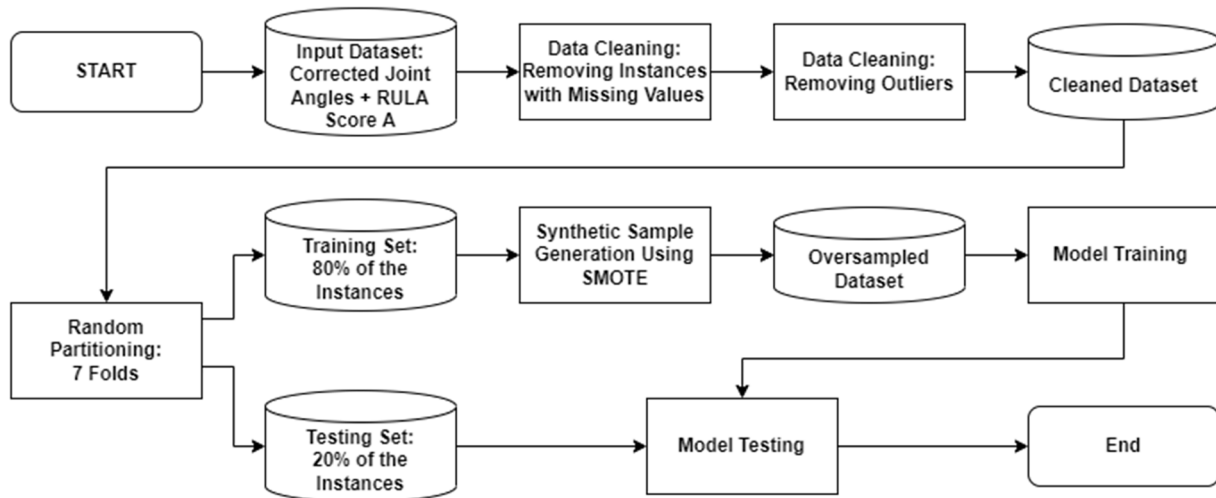 START
Input Dataset:
Corrected Joint
Angles + RULA
Score A
Data Cleaning:
Removing Instances
with Missing Values
Data Cleaning:
Removing Outliers
Cleaned Dataset
Random
Partitioning:
7 Folds
Training Set:
80% of the
Instances
Synthetic Sample
Generation Using
SMOTE
Oversampled
Dataset
Model Training
Testing Set:
20% of the
Instances
Model Testing
End